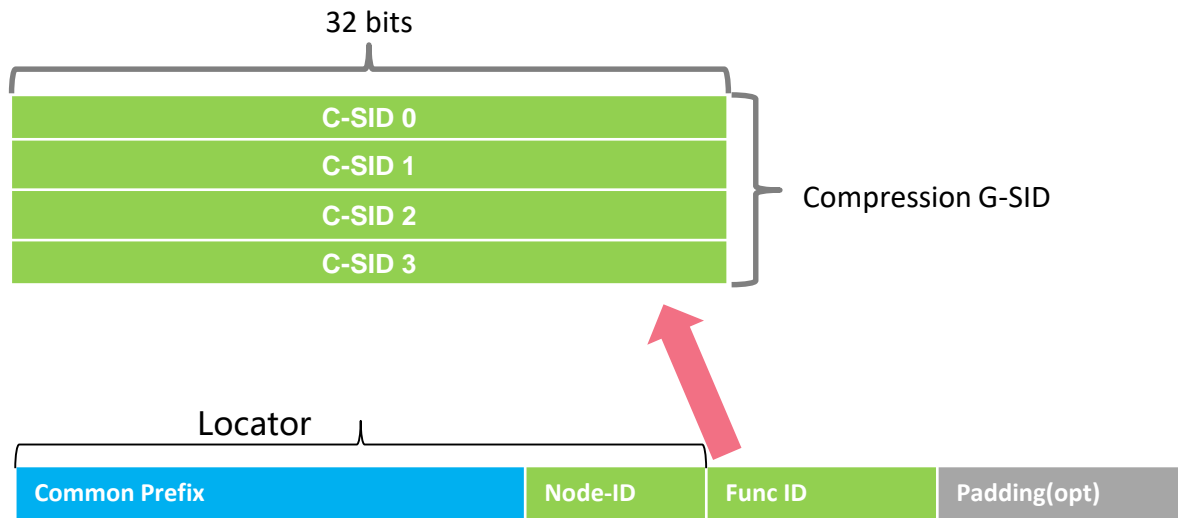 32 bits
C-SID 0
C-SID 1
C-SID 2
C-SID 3
Compression G-SID
Locator
Common Prefix Node-ID Func ID Padding(opt)